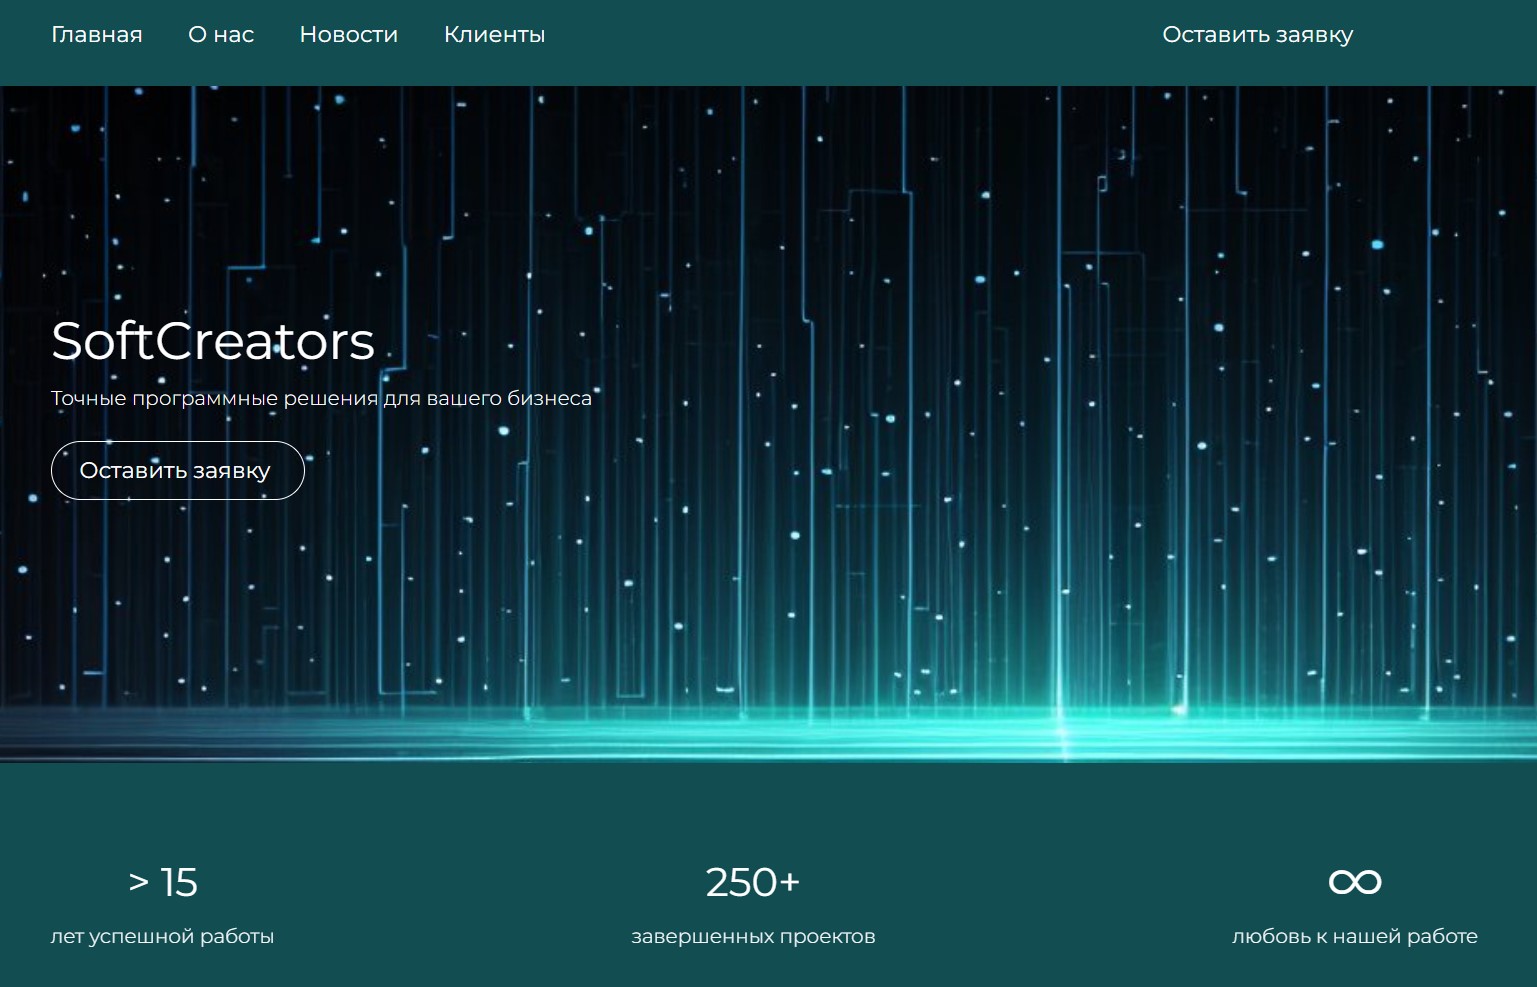 Главная О нас Новости Клиенты Оставить заявку
SoftCreators
Точные программные решения для вашего бизнеса
Оставить заявку
> 15 250+ ∞
лет успешной работы завершенных проектов любовь к нашей работе